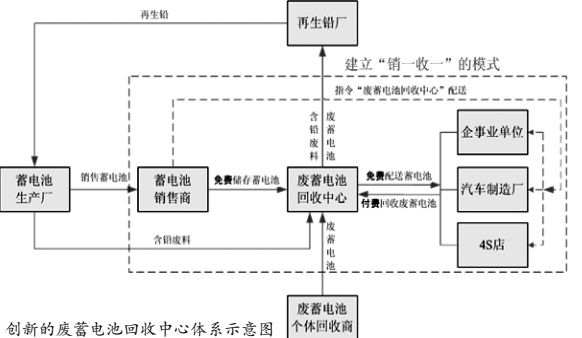 再生铅
再生铅厂
建立“销一收一”的模式
指令“废蓄电池回收中心”配送
含铅废料
废蓄电池
企事业单位
蓄电池
生产厂
销售蓄电池
蓄电池
销售商
免费储存蓄电池
废蓄电池
回收中心
免费配送蓄电池
付费回收废蓄电池
汽车制造厂
含铅废料
废蓄电池
4S店
废蓄电池
个体回收商
创新的废蓄电池回收中心体系示意图